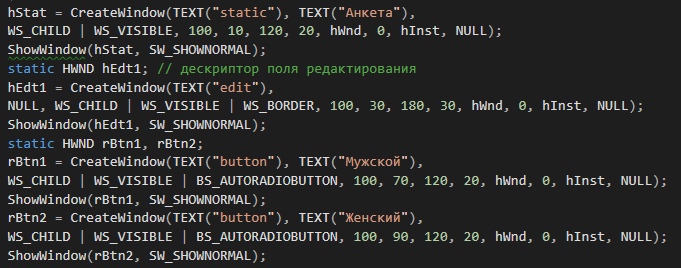 hStat = CreateWindow(TEXT("static"), TEXT("Анкета"),
WS_CHILD | WS_VISIBLE, 100, 10, 120, 20, hWnd, 0, hInst, NULL);
ShowWindow(hStat, SW_SHOWNORMAL);
static HWND hEdt1; // дескриптор поля редактирования
hEdt1 = CreateWindow(TEXT("edit"),
NULL, WS_CHILD | WS_VISIBLE | WS_BORDER, 100, 30, 180, 30, hWnd, 0, hInst, NULL);
ShowWindow(hEdt1, SW_SHOWNORMAL);
static HWND rBtn1, rBtn2;
rBtn1 = CreateWindow(TEXT("button"), TEXT("Мужской"),
WS_CHILD | WS_VISIBLE | BS_AUTORADIOBUTTON, 100, 70, 120, 20, hWnd, 0, hInst, NULL);
ShowWindow(rBtn1, SW_SHOWNORMAL);
rBtn2 = CreateWindow(TEXT("button"), TEXT("Женский"),
WS_CHILD | WS_VISIBLE | BS_AUTORADIOBUTTON, 100, 90, 120, 20, hWnd, 0, hInst, NULL);
ShowWindow(rBtn2, SW_SHOWNORMAL);